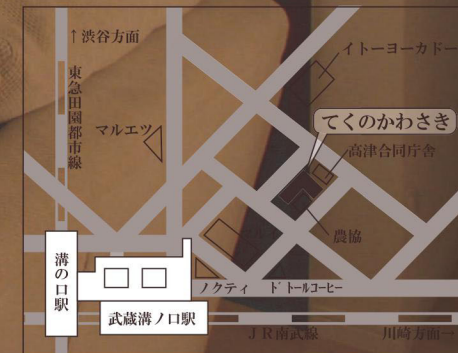 ↑渋谷方面
イトーヨーカドー
東急田園都市線
マルエツ
てくのかわさき
高津合同庁舎
農協
溝の口駅
ノクティ
ドトールコーヒー
武蔵溝ノ口駅
JR南武線
川崎方面→